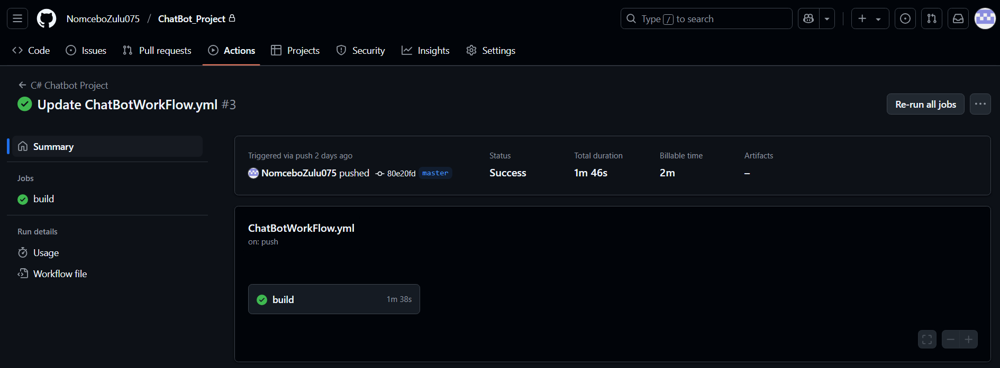 NomceboZulu075 / ChatBot_Project
Type / to search
Code Issues Pull requests Actions Projects Security Insights Settings
C# Chatbot Project
Update ChatBotWorkFlow.yml #3
Re-run all jobs
Summary
Jobs
build
Run details
Usage
Workflow file
Triggered via push 2 days ago
NomceboZulu075 pushed 80e20fd master
Status
Success
Total duration
1m 46s
Billable time
2m
Artifacts
–
ChatBotWorkFlow.yml
on: push
build 1m 38s